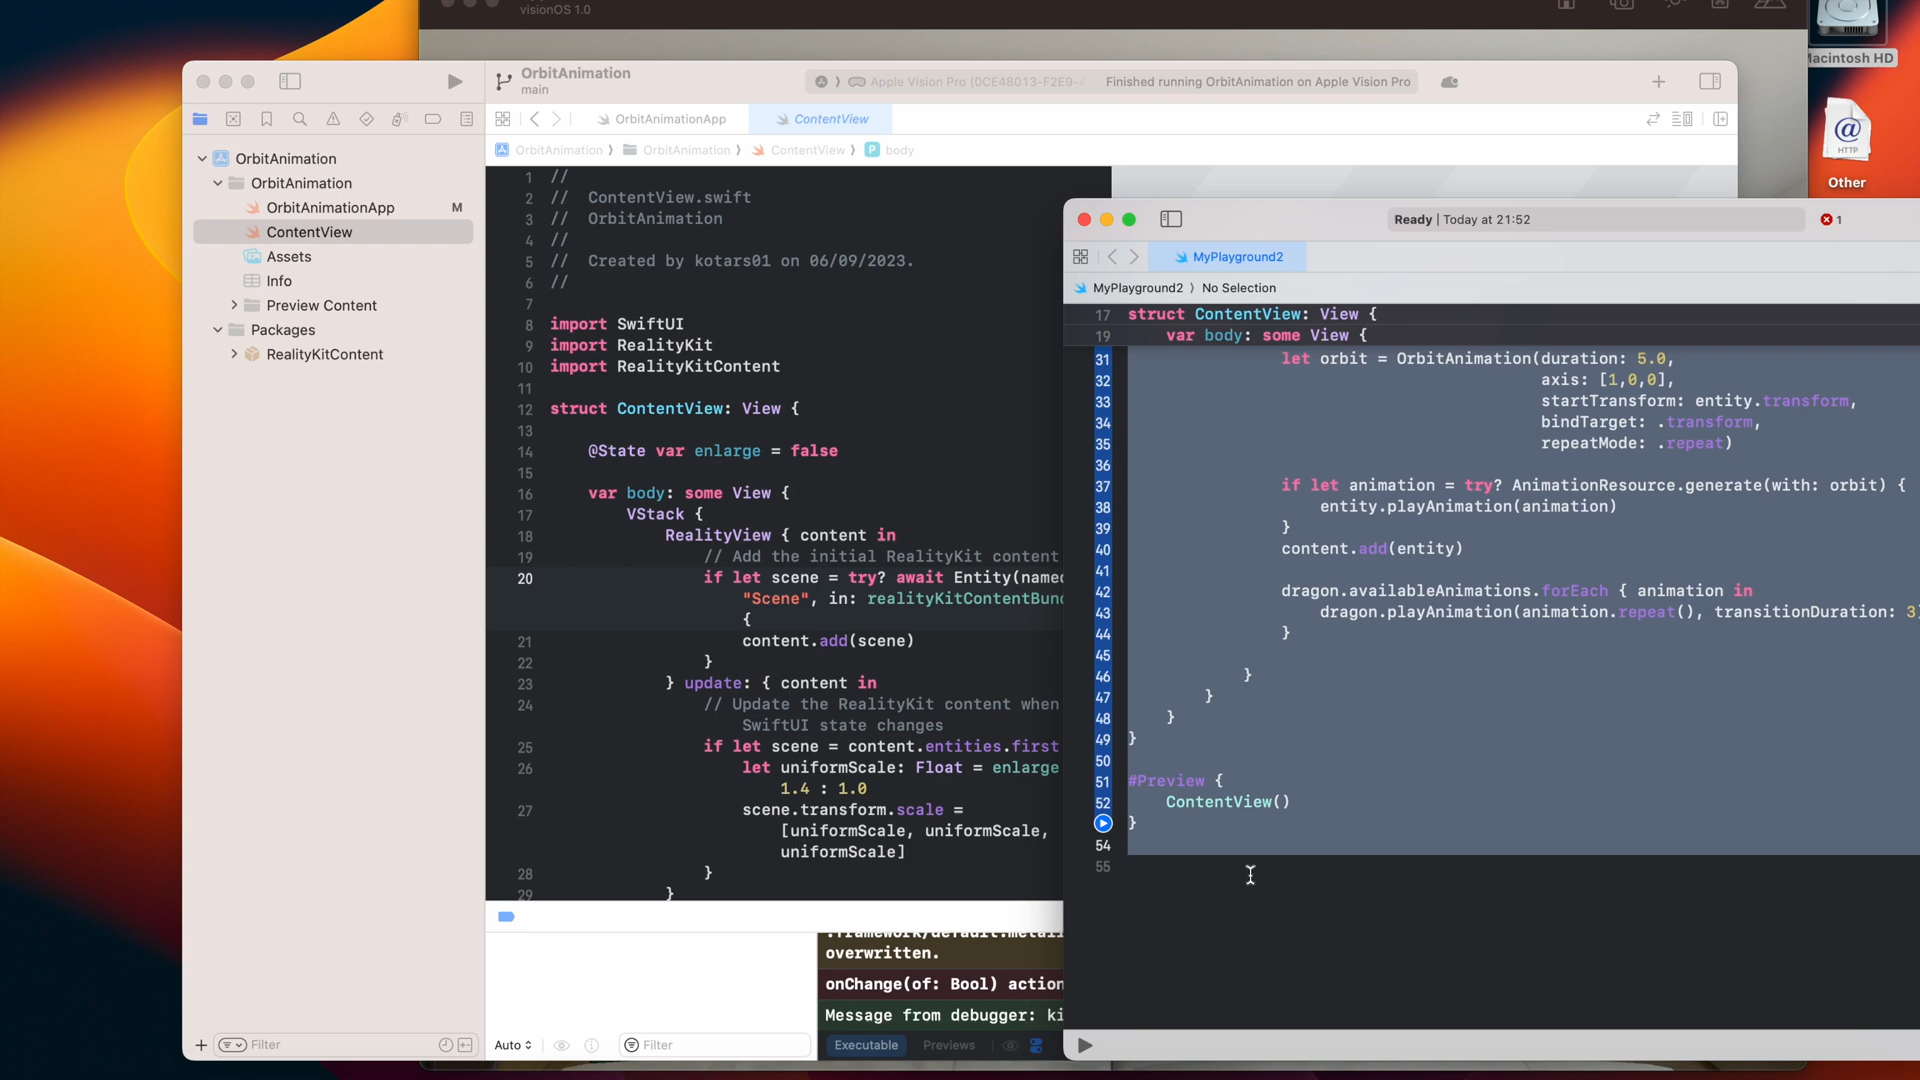 visionOS 1.0
Macintosh HD
HTTP
Other
OrbitAnimation
main
Apple Vision Pro (0CE48013-F2E9-4
Finished running OrbitAnimation on Apple Vision Pro
OrbitAnimationApp
ContentView
OrbitAnimation
OrbitAnimation
ContentView
P body
OrbitAnimation
OrbitAnimation
OrbitAnimationApp M
ContentView
Assets
Info
Preview Content
Packages
RealityKitContent
Filter
1 //
2 //  ContentView.swift
3 //  OrbitAnimation
4 //
5 //  Created by kotars01 on 06/09/2023.
6 //
7
8 import SwiftUI
9 import RealityKit
10 import RealityKitContent
11
12 struct ContentView: View {
13
14 @State var enlarge = false
15
16 var body: some View {
17 VStack {
18 RealityView { content in
19 // Add the initial RealityKit content
20 if let scene = try? await Entity(named
"Scene", in: realityKitContentBund
{
21 content.add(scene)
22 }
23 } update: { content in
24 // Update the RealityKit content when
SwiftUI state changes
25 if let scene = content.entities.first
26 let uniformScale: Float = enlarge
1.4 : 1.0
27 scene.transform.scale =
[uniformScale, uniformScale,
uniformScale]
28 }
29 }
.framework/default.metall
overwritten.
onChange(of: Bool) action
Message from debugger: ki
Auto
Filter
Executable
Previews
Ready | Today at 21:52
1
MyPlayground2
MyPlayground2
No Selection
17 struct ContentView: View {
19 var body: some View {
31 let orbit = OrbitAnimation(duration: 5.0,
32 axis: [1,0,0],
33 startTransform: entity.transform,
34 bindTarget: .transform,
35 repeatMode: .repeat)
36
37 if let animation = try? AnimationResource.generate(with: orbit) {
38 entity.playAnimation(animation)
39 }
40 content.add(entity)
41
42 dragon.availableAnimations.forEach { animation in
43 dragon.playAnimation(animation.repeat(), transitionDuration: 3
44 }
45
46 }
47 }
48 }
49 }
50
51 #Preview {
52 ContentView()
}
54
55